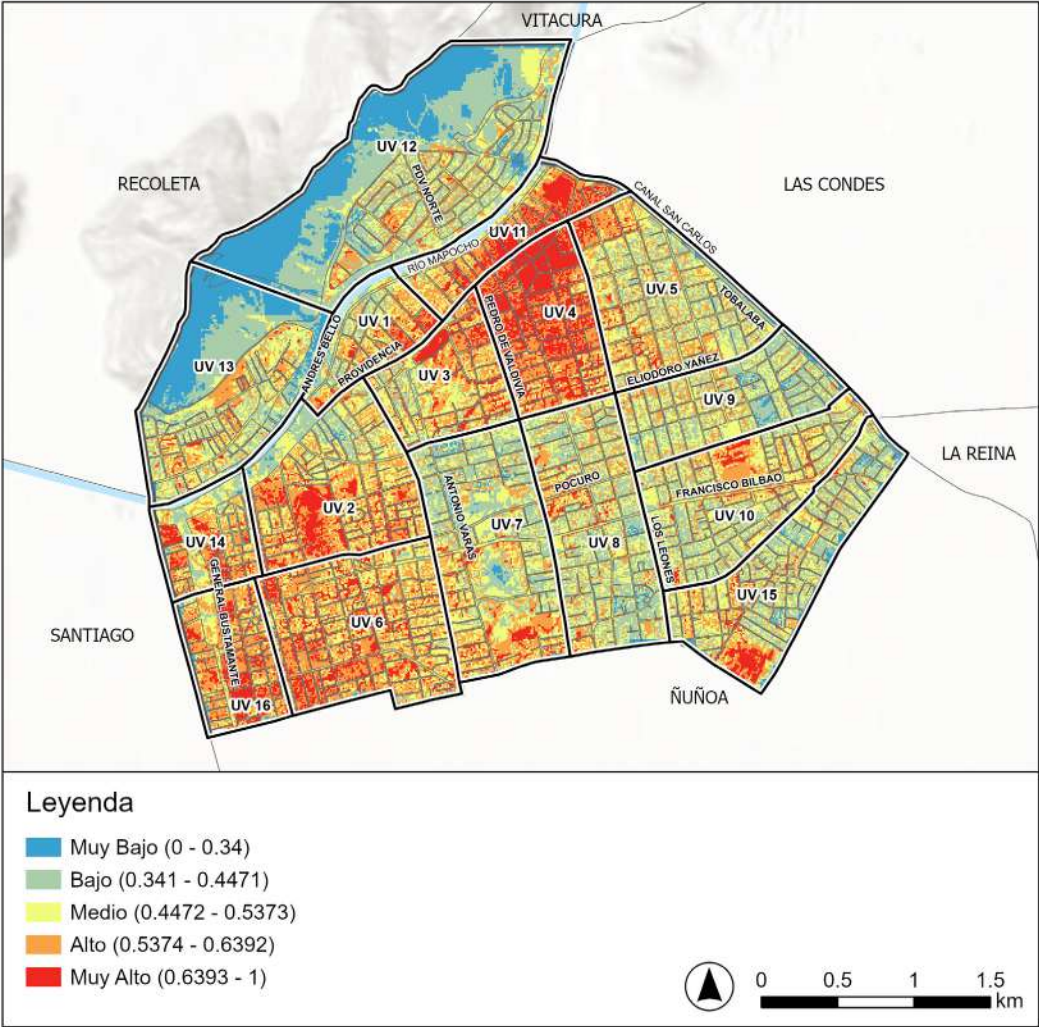 VITACURA
RECOLETA
LAS CONDES
UV 12
PDV NORTE
UV 11
RÍO MAPOCHO
CANAL SAN CARLOS
TOBALABA
UV 13
ANDRES BELLO
UV 1
PROVIDENCIA
UV 3
PEDRO DE VALDIVIA
UV 4
UV 5
ELIODORO YAÑEZ
UV 9
LA REINA
UV 2
UV 14
ANTONIO VARAS
UV 7
POCURO
UV 8
LOS LEONES
FRANCISCO BILBAO
UV 10
GENERAL BUSTAMANTE
UV 6
UV 15
SANTIAGO
UV 16
ÑUÑOA
Leyenda
Muy Bajo (0 - 0.34)
Bajo (0.341 - 0.4471)
Medio (0.4472 - 0.5373)
Alto (0.5374 - 0.6392)
Muy Alto (0.6393 - 1)
0 0.5 1 1.5
km